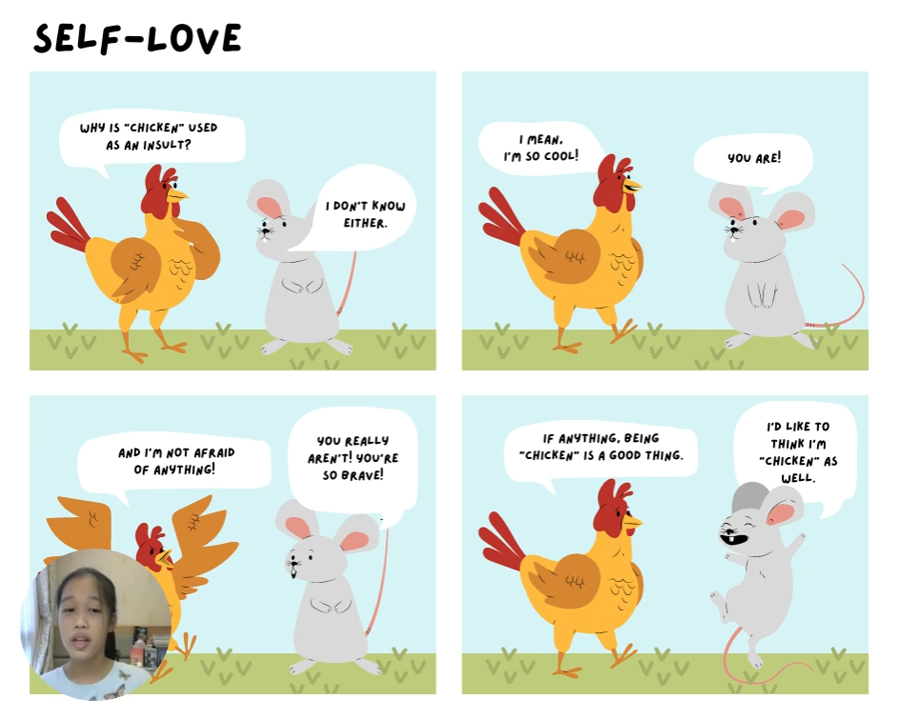 SELF-LOVE
WHY IS "CHICKEN" USED
AS AN INSULT?
I DON'T KNOW
EITHER.
I MEAN,
I'M SO COOL!
YOU ARE!
AND I'M NOT AFRAID
OF ANYTHING!
YOU REALLY
AREN'T! YOU'RE
SO BRAVE!
IF ANYTHING, BEING
"CHICKEN" IS A GOOD THING.
I'D LIKE TO
THINK I'M
"CHICKEN" AS
WELL.